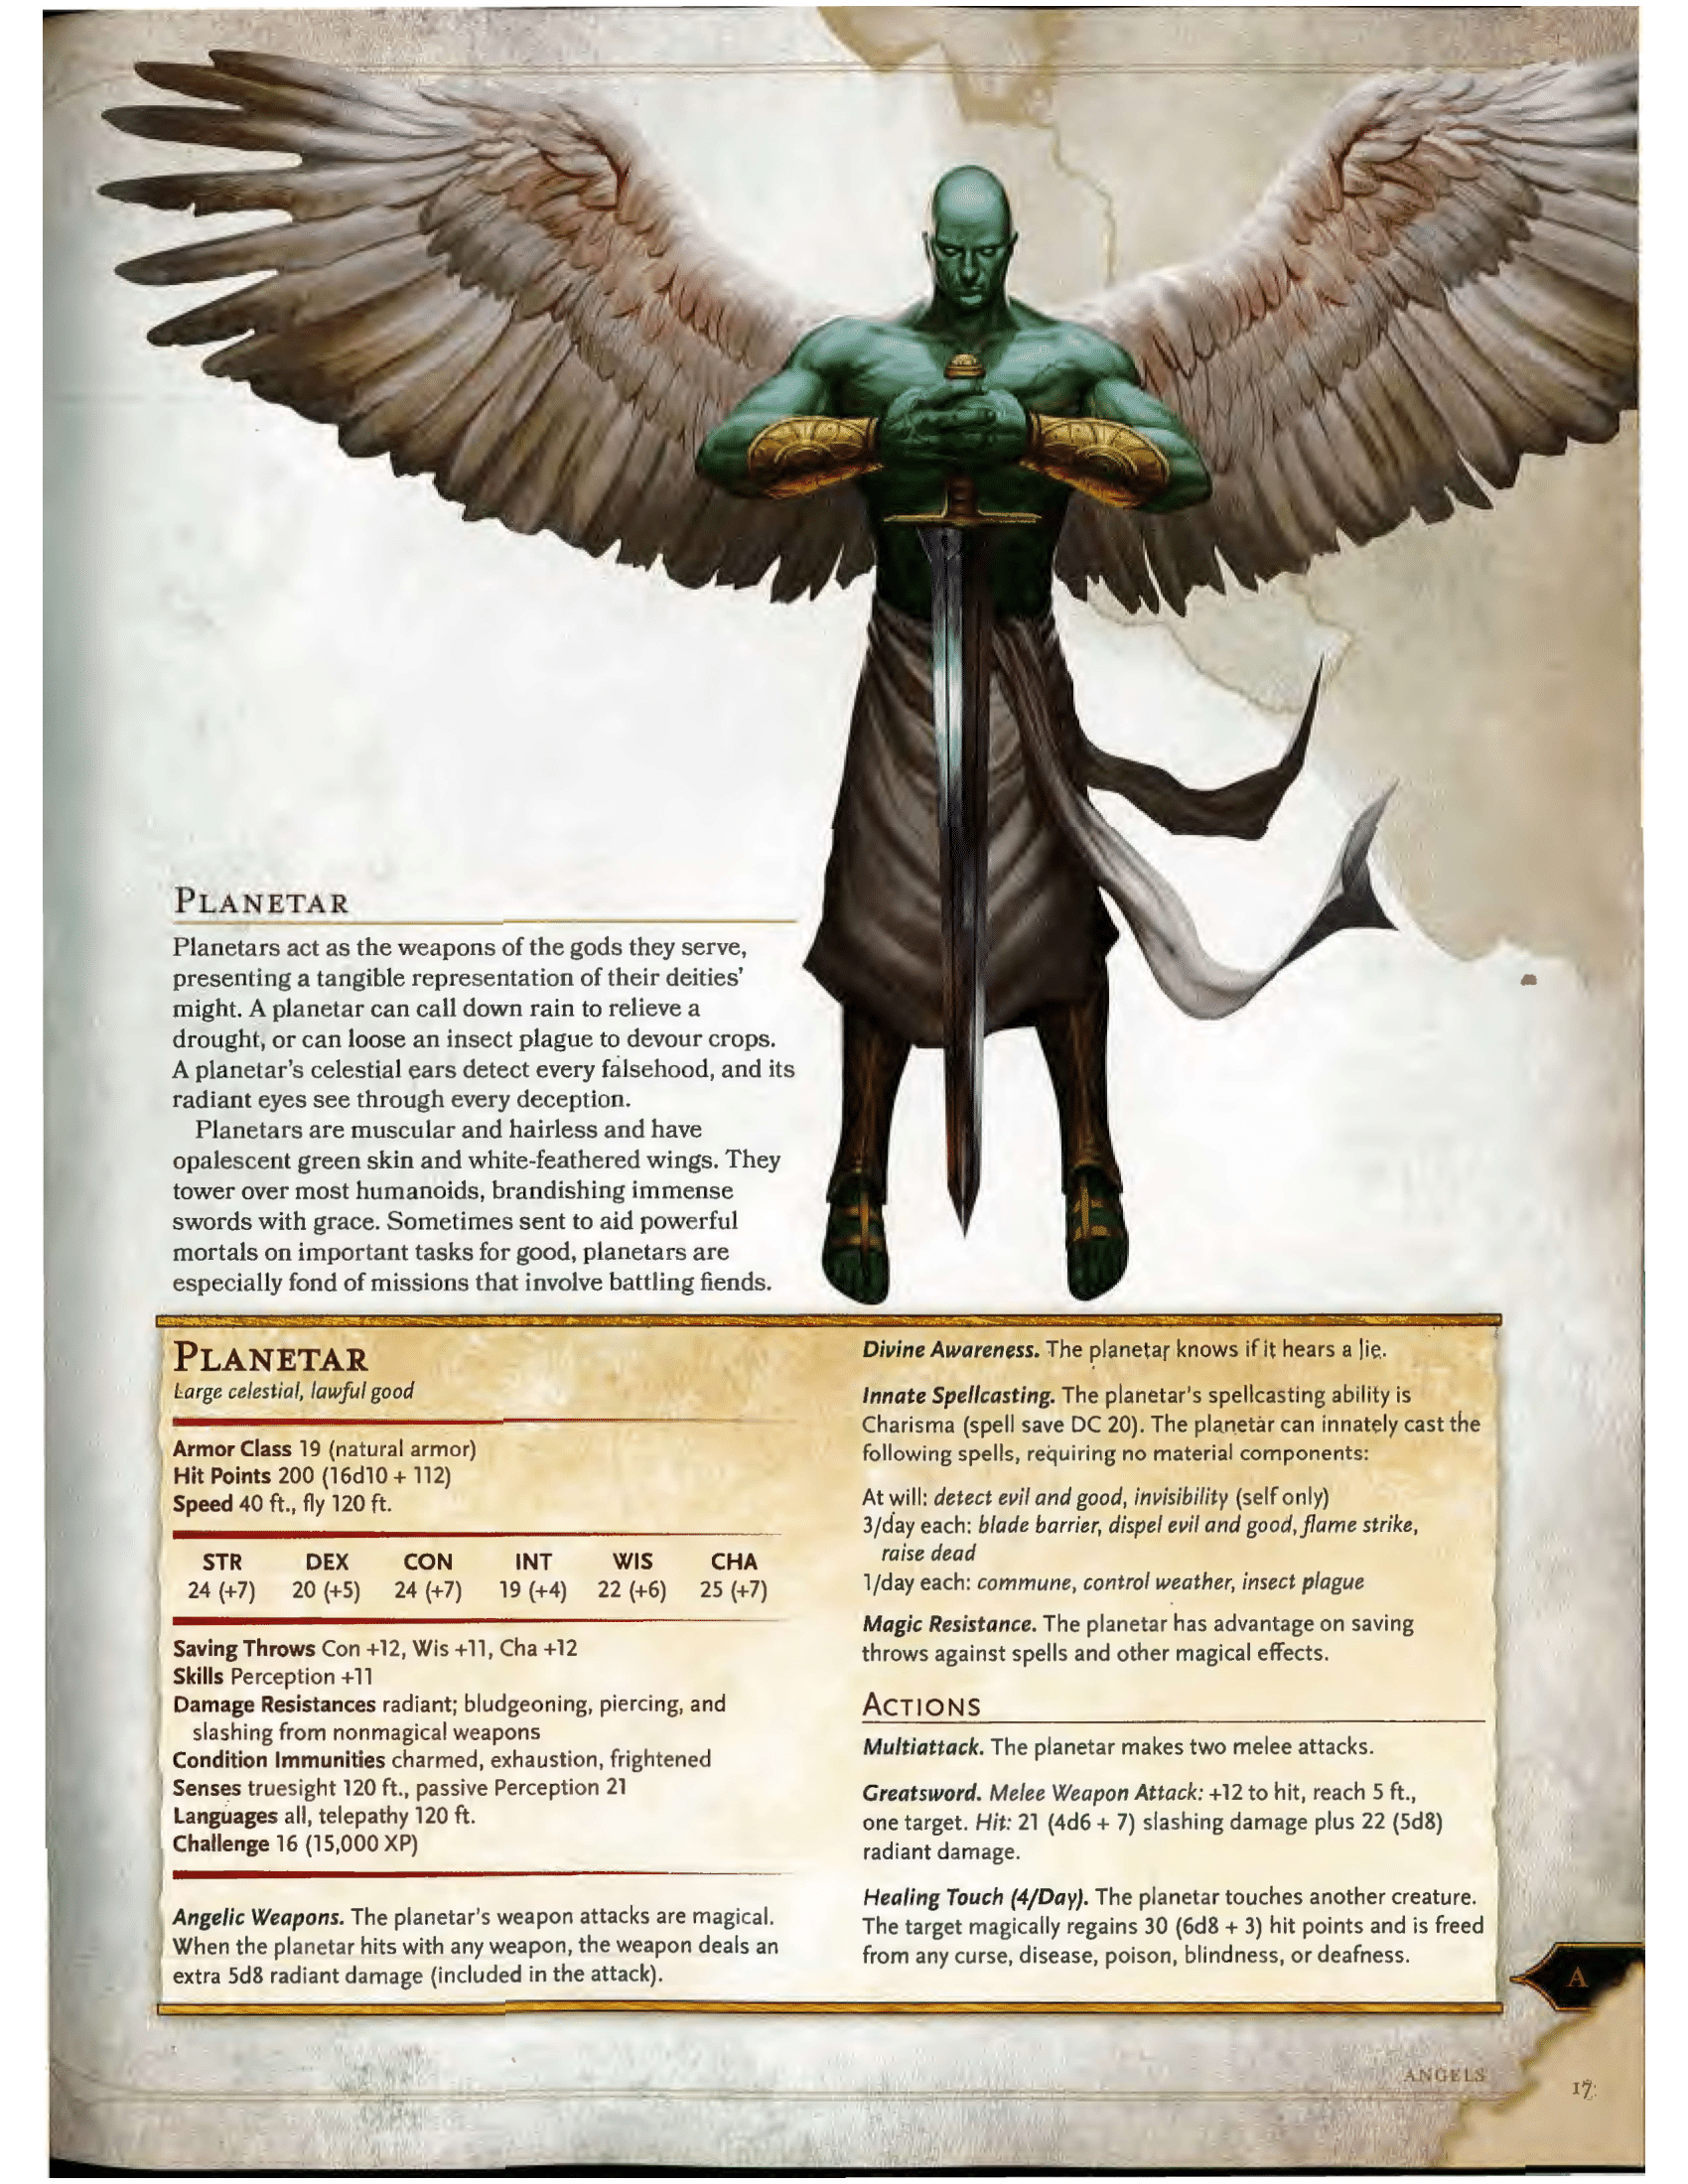 PLANETAR
Planetars act as the weapons of the gods they serve,
presenting a tangible representation of their deities'
might. A planetar can call down rain to relieve a
drought, or can loose an insect plague to devour crops.
A planetar's celestial ears detect every falsehood, and its
radiant eyes see through every deception.
Planetars are muscular and hairless and have
opalescent green skin and white-feathered wings. They
tower over most humanoids, brandishing immense
swords with grace. Sometimes sent to aid powerful
mortals on important tasks for good, planetars are
especially fond of missions that involve battling fiends.
PLANETAR
Large celestial, lawful good
Armor Class 19 (natural armor)
Hit Points 200 (16d10 + 112)
Speed 40 ft., fly 120 ft.
STR DEX CON INT WIS CHA
24 (+7) 20 (+5) 24 (+7) 19 (+4) 22 (+6) 25 (+7)
Saving Throws Con +12, Wis +11, Cha +12
Skills Perception +11
Damage Resistances radiant; bludgeoning, piercing, and
slashing from nonmagical weapons
Condition Immunities charmed, exhaustion, frightened
Senses truesight 120 ft., passive Perception 21
Languages all, telepathy 120 ft.
Challenge 16 (15,000 XP)
Angelic Weapons. The planetar's weapon attacks are magical.
When the planetar hits with any weapon, the weapon deals an
extra 5d8 radiant damage (included in the attack).
Divine Awareness. The planetar knows if it hears a lie.
Innate Spellcasting. The planetar's spellcasting ability is
Charisma (spell save DC 20). The planetar can innately cast the
following spells, requiring no material components:
At will: detect evil and good, invisibility (self only)
3/day each: blade barrier, dispel evil and good, flame strike,
raise dead
1/day each: commune, control weather, insect plague
Magic Resistance. The planetar has advantage on saving
throws against spells and other magical effects.
ACTIONS
Multiattack. The planetar makes two melee attacks.
Greatsword. Melee Weapon Attack: +12 to hit, reach 5 ft.,
one target. Hit: 21 (4d6 + 7) slashing damage plus 22 (5d8)
radiant damage.
Healing Touch (4/Day). The planetar touches another creature.
The target magically regains 30 (6d8 + 3) hit points and is freed
from any curse, disease, poison, blindness, or deafness.
A
ANGELS
17